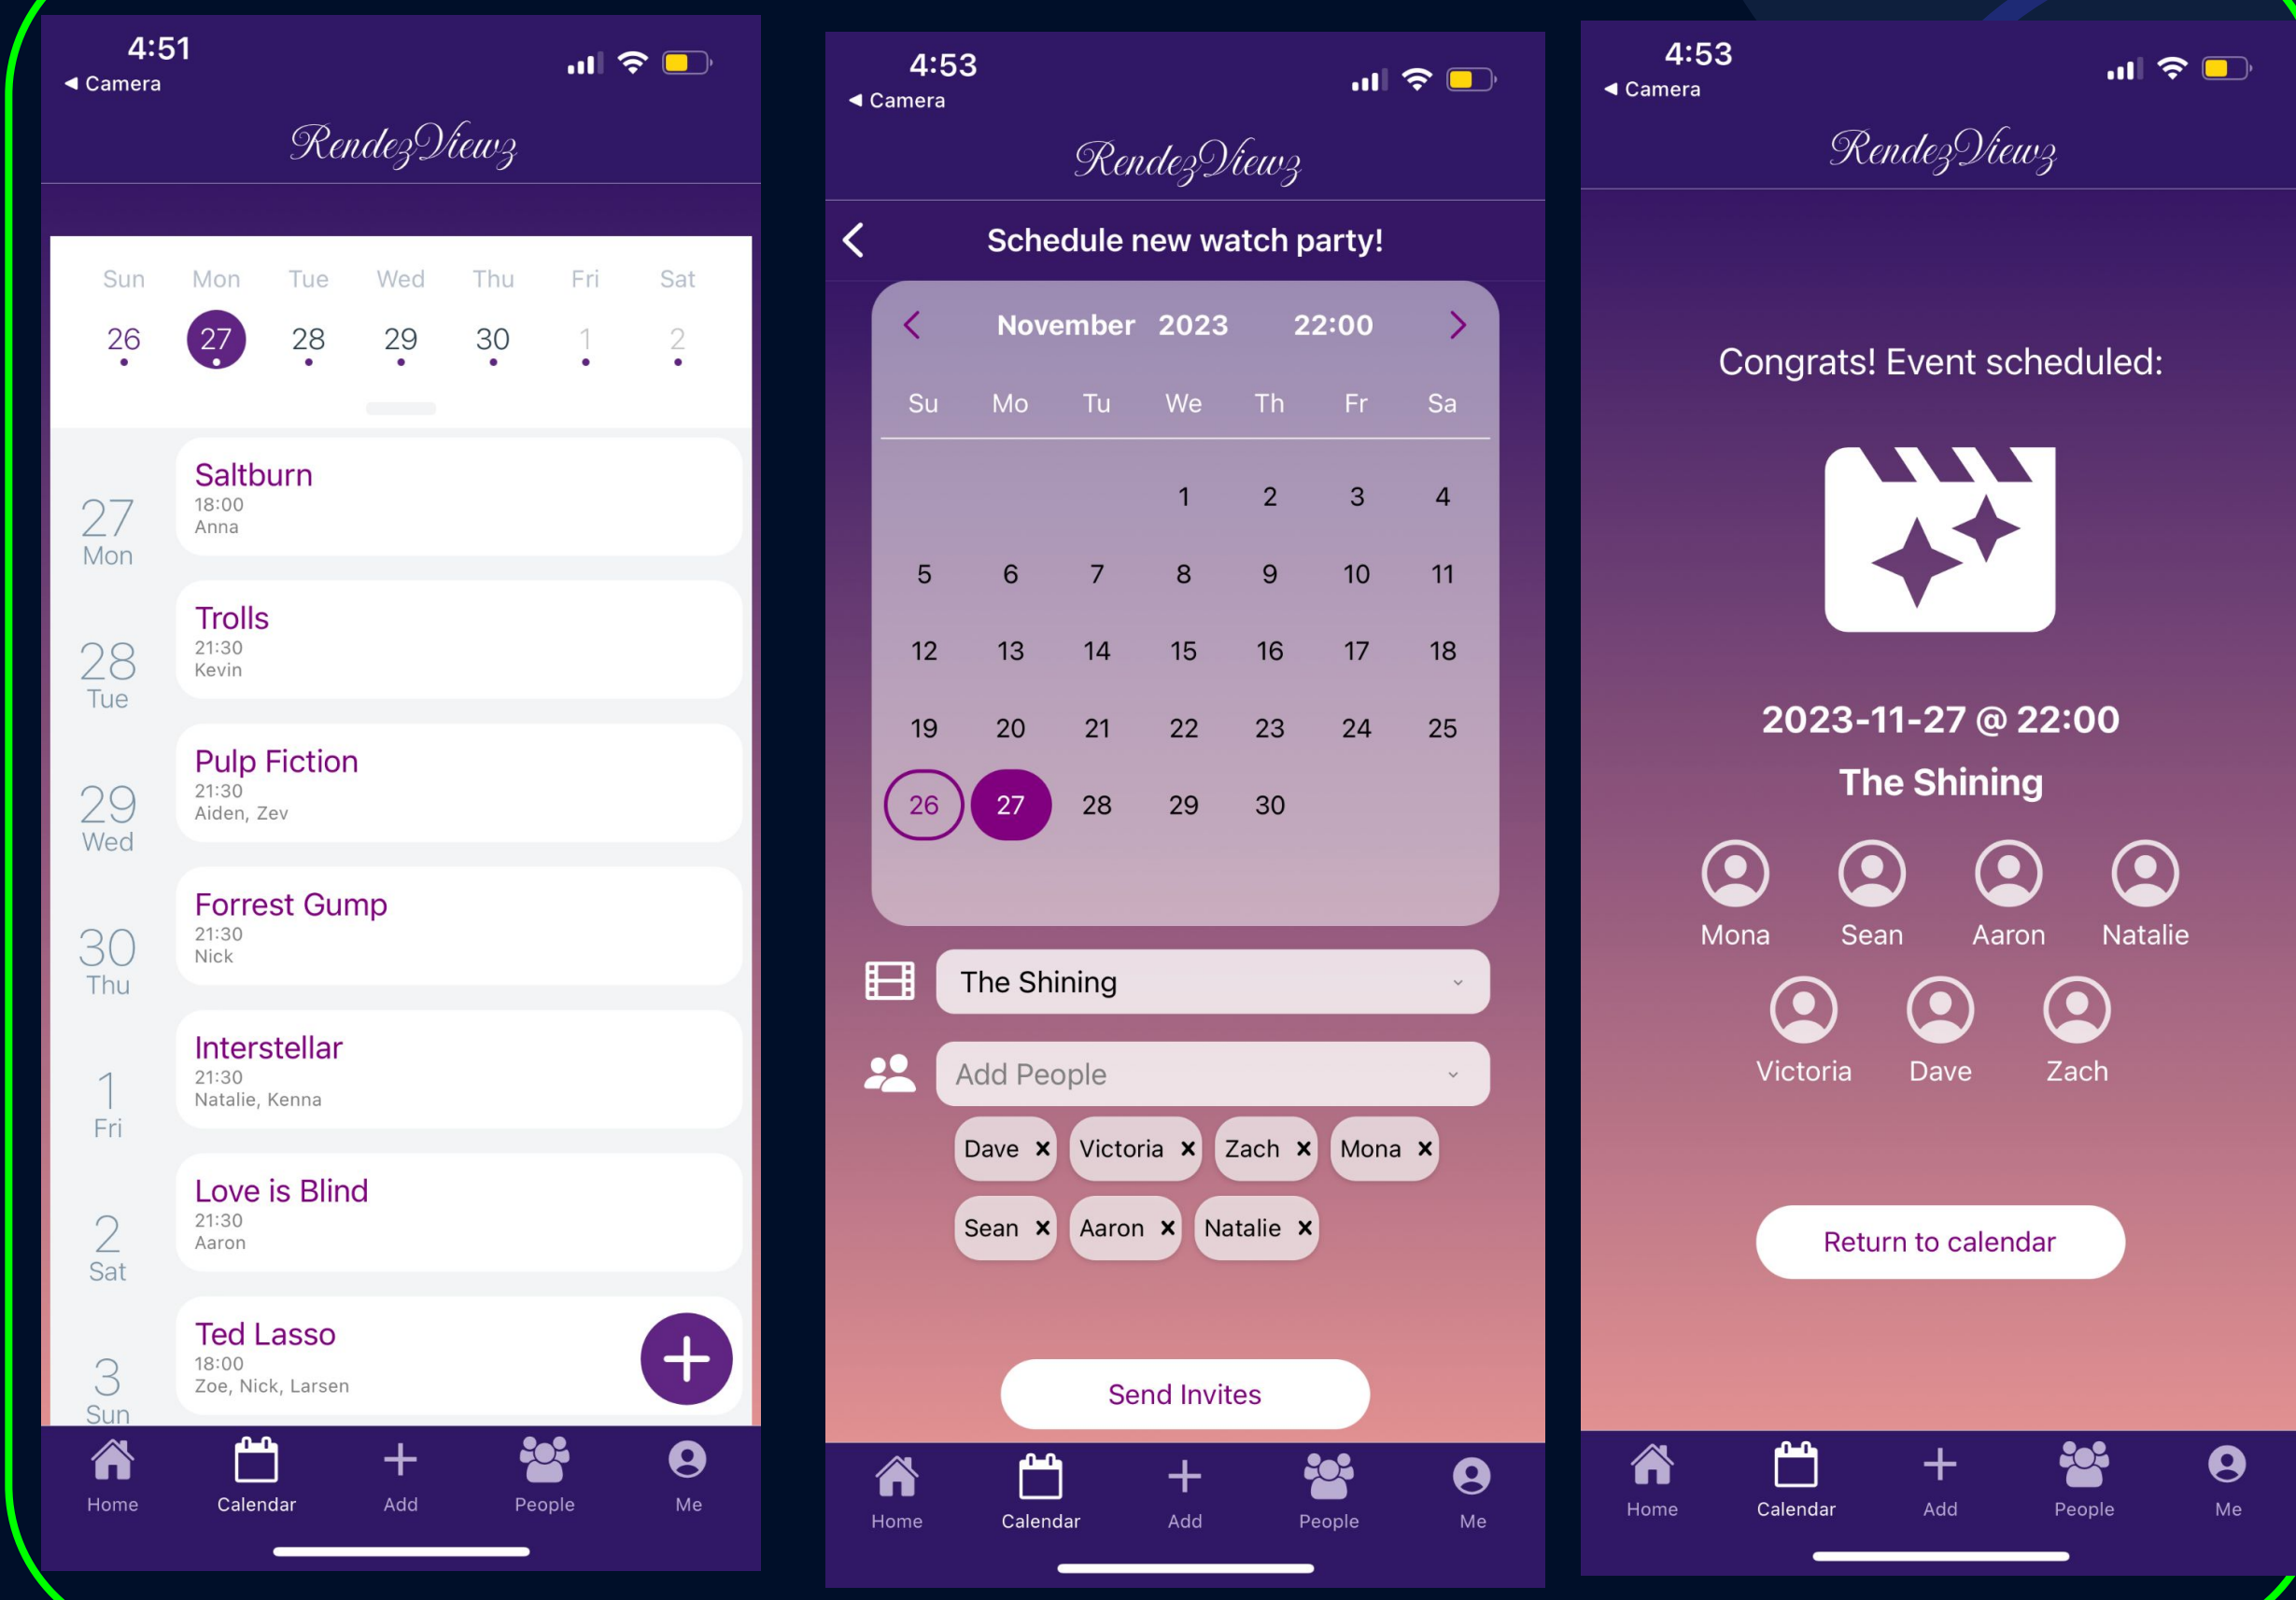 4:51
◀ Camera
RendezViewz
Sun Mon Tue Wed Thu Fri Sat
26 27 28 29 30 1 2
27
Mon
Saltburn
18:00
Anna
28
Tue
Trolls
21:30
Kevin
29
Wed
Pulp Fiction
21:30
Aiden, Zev
30
Thu
Forrest Gump
21:30
Nick
1
Fri
Interstellar
21:30
Natalie, Kenna
2
Sat
Love is Blind
21:30
Aaron
3
Sun
Ted Lasso
18:00
Zoe, Nick, Larsen
Home Calendar Add People Me
4:53
◀ Camera
RendezViewz
Schedule new watch party!
November 2023 22:00
Su Mo Tu We Th Fr Sa
1 2 3 4
5 6 7 8 9 10 11
12 13 14 15 16 17 18
19 20 21 22 23 24 25
26 27 28 29 30
The Shining
Add People
Dave x Victoria x Zach x Mona x
Sean x Aaron x Natalie x
Send Invites
Home Calendar Add People Me
4:53
◀ Camera
RendezViewz
Congrats! Event scheduled:
2023-11-27 @ 22:00
The Shining
Mona Sean Aaron Natalie
Victoria Dave Zach
Return to calendar
Home Calendar Add People Me